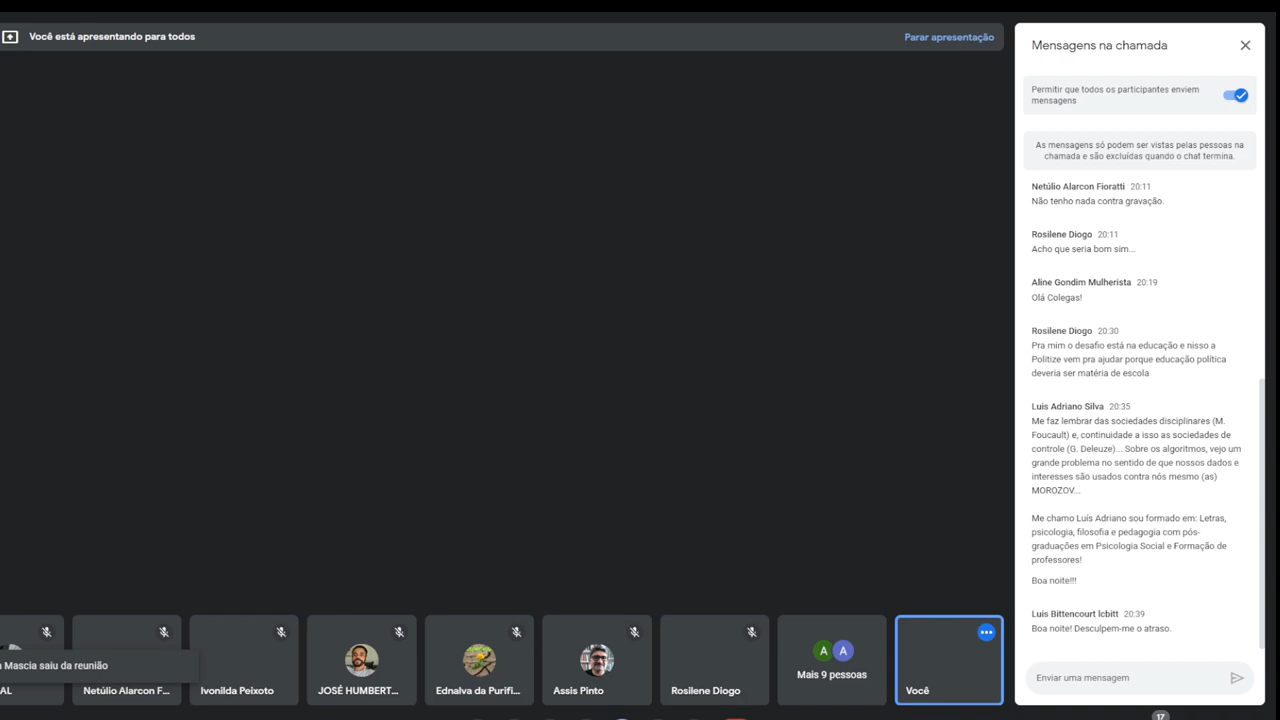 Você está apresentando para todos
Parar apresentação
Mensagens na chamada
Permitir que todos os participantes enviem
mensagens
As mensagens só podem ser vistas pelas pessoas na
chamada e são excluídas quando o chat termina.
Netúlio Alarcon Fioratti 20:11
Não tenho nada contra gravação.
Rosilene Diogo 20:11
Acho que seria bom sim...
Aline Gondim Mulherista 20:19
Olá Colegas!
Rosilene Diogo 20:30
Pra mim o desafio está na educação e nisso a
Politize vem pra ajudar porque educação política
deveria ser matéria de escola
Luis Adriano Silva 20:35
Me faz lembrar das sociedades disciplinares (M.
Foucault) e, continuidade a isso as sociedades de
controle (G. Deleuze)... Sobre os algoritmos, vejo um
grande problema no sentido de que nossos dados e
interesses são usados contra nós mesmo (as)
MOROZOV...
Me chamo Luís Adriano sou formado em: Letras,
psicologia, filosofia e pedagogia com pós-
graduações em Psicologia Social e Formação de
professores!
Boa noite!!!
Luis Bittencourt lcbitt 20:39
Boa noite! Desculpem-me o atraso.
Enviar uma mensagem
Mascia saiu da reunião
AL
Netúlio Alarcon F...
Ivonilda Peixoto
JOSÉ HUMBERT...
Ednalva da Purifi...
Assis Pinto
Rosilene Diogo
A A
Mais 9 pessoas
Você
17